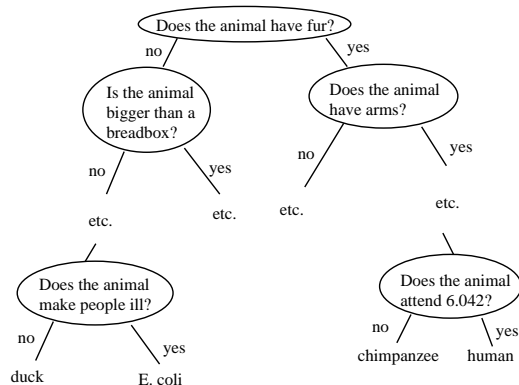 Does the animal have fur?
no
yes
Is the animal
bigger than a
breadbox?
Does the animal
have arms?
no
yes
no
yes
etc.
etc.
etc.
etc.
Does the animal
make people ill?
Does the animal
attend 6.042?
no
yes
no
yes
duck
E. coli
chimpanzee
human